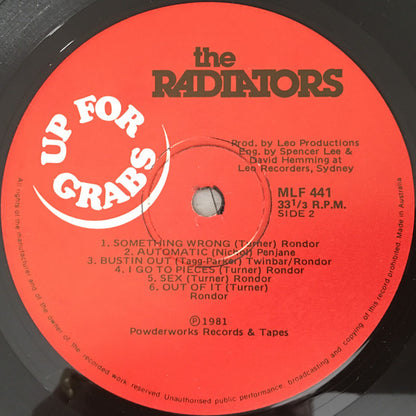 the
RADIATORS
UP FOR
GRABS
Prod. by Leo Productions
Eng. by Spencer Lee &
David Hemming at
Leo Recorders, Sydney
MLF 441
33 1/3 R.P.M.
SIDE 2
1. SOMETHING WRONG (Turner) Rondor
2. AUTOMATIC (Nichol) Penjane
3. BUSTIN OUT (Tagg-Parker) Twinbar/Rondor
4. I GO TO PIECES (Turner) Rondor
5. SEX (Turner) Rondor
6. OUT OF IT (Turner)
Rondor
℗ 1981
Powderworks Records & Tapes
All rights of the manufacturer and of the owner of the recorded work reserved. Unauthorised public performance, broadcasting and copying of this record prohibited. Made in Australia